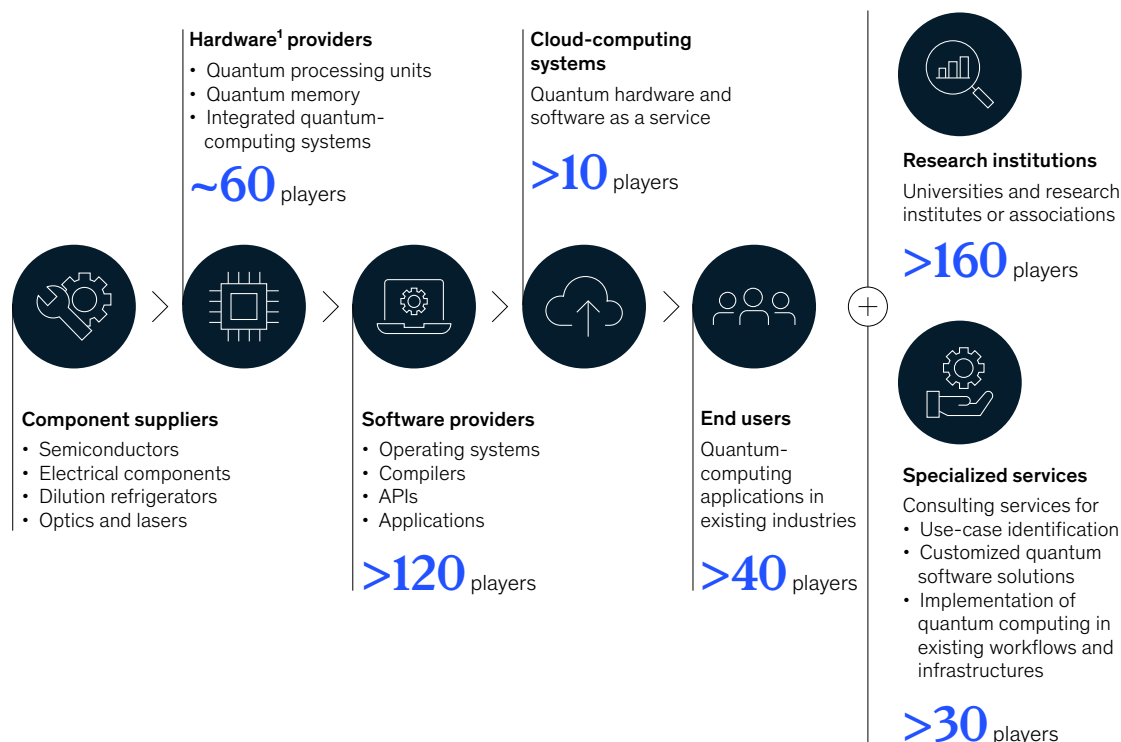 Hardware¹ providers
• Quantum processing units
• Quantum memory
• Integrated quantum-
computing systems
~60 players
Cloud-computing
systems
Quantum hardware and
software as a service
>10 players
Component suppliers
• Semiconductors
• Electrical components
• Dilution refrigerators
• Optics and lasers
Software providers
• Operating systems
• Compilers
• APIs
• Applications
>120 players
End users
Quantum-
computing
applications in
existing industries
>40 players
Research institutions
Universities and research
institutes or associations
>160 players
Specialized services
Consulting services for
• Use-case identification
• Customized quantum
software solutions
• Implementation of
quantum computing in
existing workflows and
infrastructures
>30 players